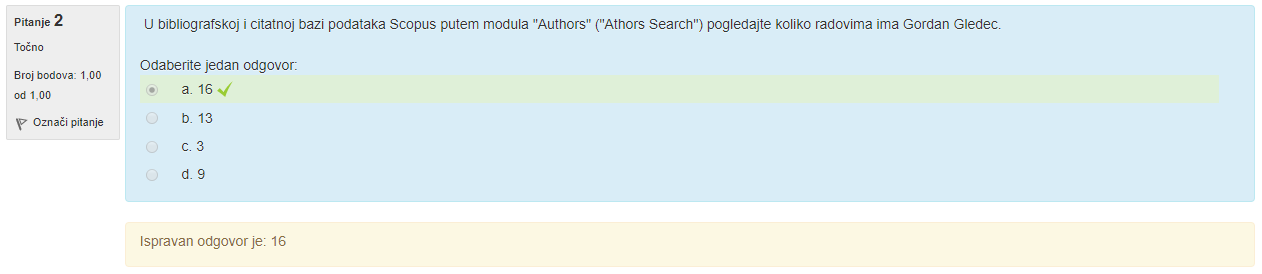 Pitanje 2
Točno
Broj bodova: 1,00
od 1,00
Označi pitanje
U bibliografskoj i citatnoj bazi podataka Scopus putem modula "Authors" ("Athors Search") pogledajte koliko radovima ima Gordan Gledec.
Odaberite jedan odgovor:
a. 16
b. 13
c. 3
d. 9
Ispravan odgovor je: 16